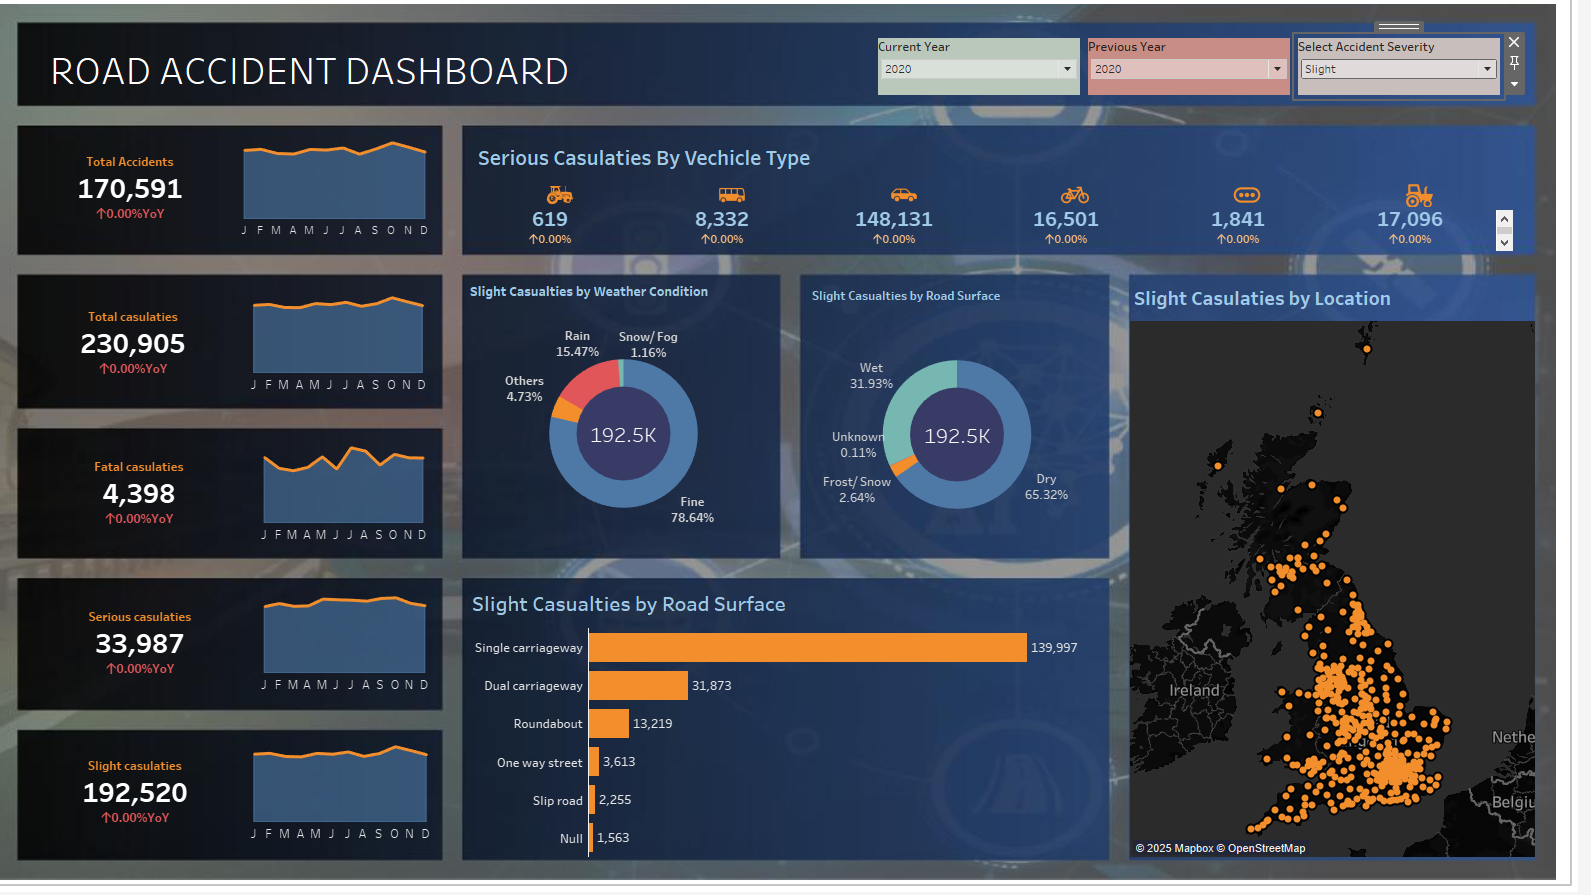 ROAD ACCIDENT DASHBOARD
Current Year
2020
Previous Year
2020
Select Accident Severity
Slight
Total Accidents
170,591
↑0.00%YoY
J F M A M J J A S O N D
Serious Casulaties By Vechicle Type
619
↑0.00%
8,332
↑0.00%
148,131
↑0.00%
16,501
↑0.00%
1,841
↑0.00%
17,096
↑0.00%
Total casulaties
230,905
↑0.00%YoY
J F M A M J J A S O N D
Fatal casulaties
4,398
↑0.00%YoY
J F M A M J J A S O N D
Serious casulaties
33,987
↑0.00%YoY
J F M A M J J A S O N D
Slight casulaties
192,520
↑0.00%YoY
J F M A M J J A S O N D
Slight Casualties by Weather Condition
Rain
15.47%
Snow/ Fog
1.16%
Others
4.73%
192.5K
Fine
78.64%
Slight Casualties by Road Surface
Wet
31.93%
Unknown
0.11%
Frost/ Snow
2.64%
192.5K
Dry
65.32%
Slight Casualties by Road Surface
Single carriageway 139,997
Dual carriageway 31,873
Roundabout 13,219
One way street 3,613
Slip road 2,255
Null 1,563
Slight Casulaties by Location
Ireland
Nethe
Belgiu
© 2025 Mapbox © OpenStreetMap